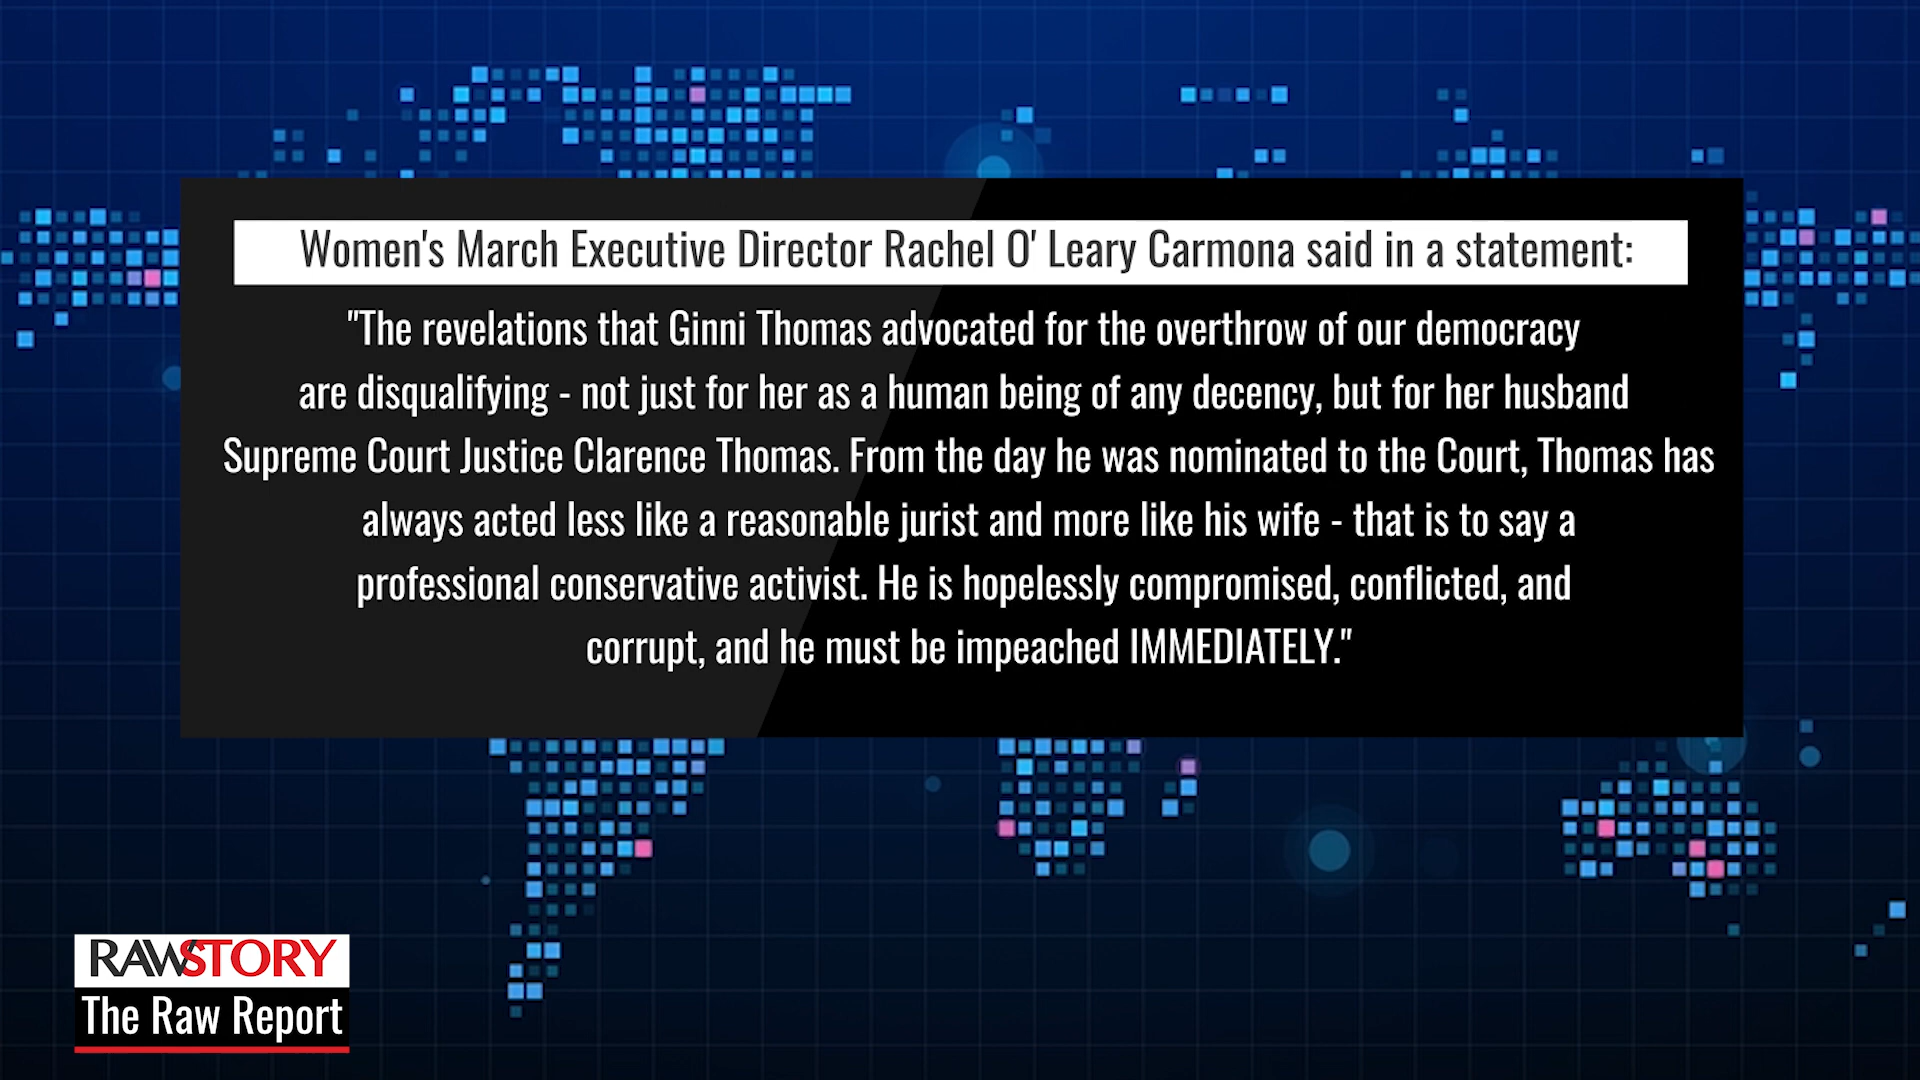 Women's March Executive Director Rachel O' Leary Carmona said in a statement:
"The revelations that Ginni Thomas advocated for the overthrow of our democracy
are disqualifying - not just for her as a human being of any decency, but for her husband
Supreme Court Justice Clarence Thomas. From the day he was nominated to the Court, Thomas has
always acted less like a reasonable jurist and more like his wife - that is to say a
professional conservative activist. He is hopelessly compromised, conflicted, and
corrupt, and he must be impeached IMMEDIATELY."
RAWSTORY
The Raw Report